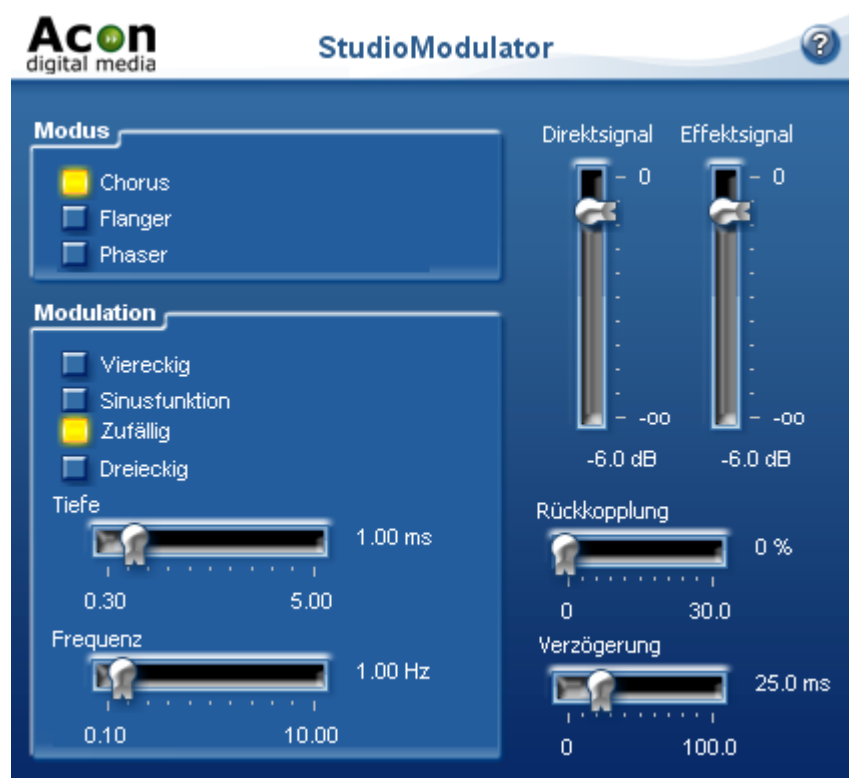 Acon
digital media
StudioModulator
?
Modus
Chorus
Flanger
Phaser
Modulation
Viereckig
Sinusfunktion
Zufällig
Dreieckig
Tiefe
1.00 ms
0.30 5.00
Frequenz
1.00 Hz
0.10 10.00
Direktsignal Effektsignal
0 0
-oo -oo
-6.0 dB -6.0 dB
Rückkopplung
0 %
0 30.0
Verzögerung
25.0 ms
0 100.0